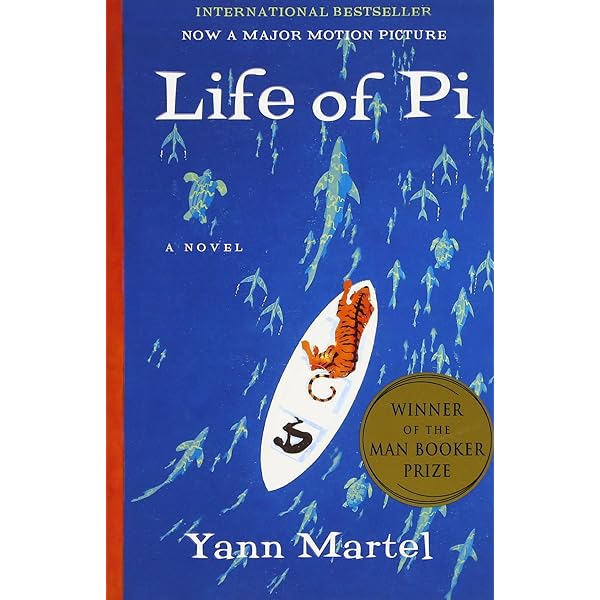 INTERNATIONAL BESTSELLER
NOW A MAJOR MOTION PICTURE
Life of Pi
A NOVEL
WINNER
OF THE
MAN BOOKER
PRIZE
Yann Martel